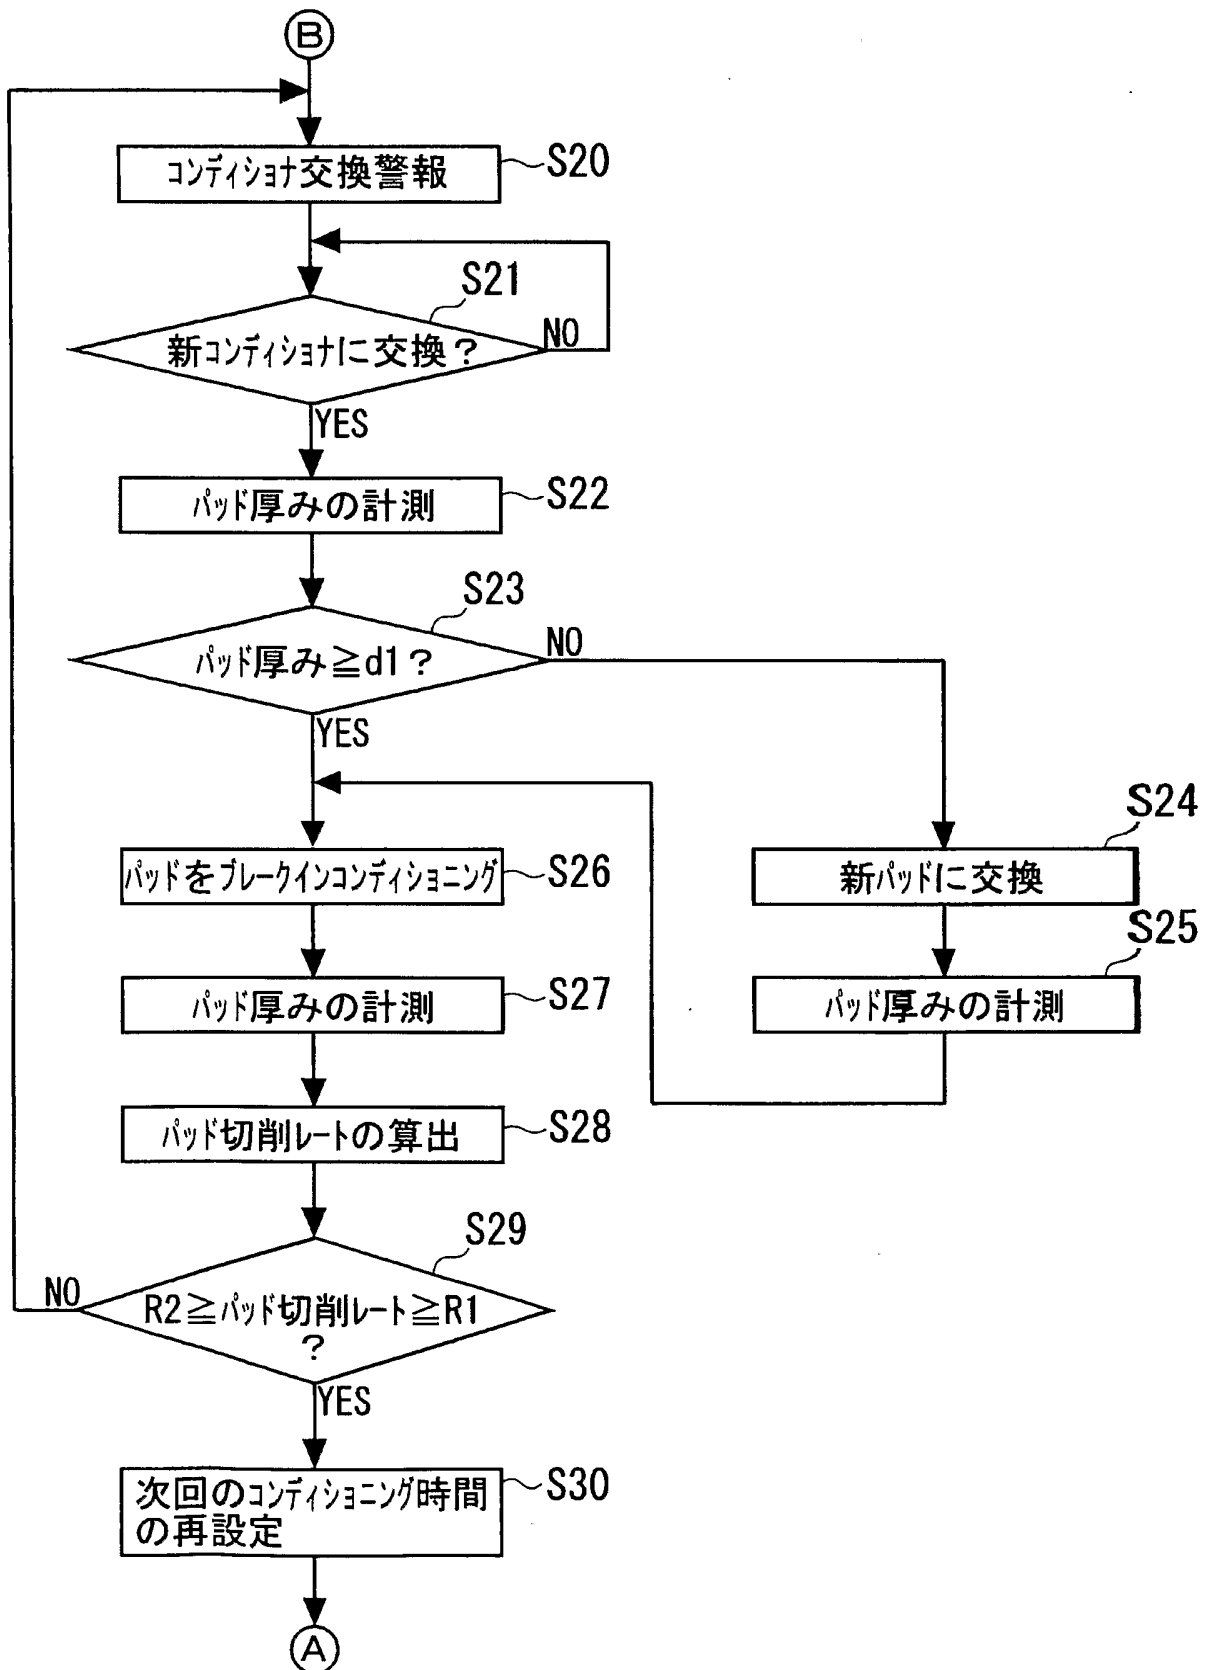 B
コンディショナ交換警報
S20
S21
新コンディショナに交換？
NO
YES
パッド厚みの計測
S22
S23
パッド厚み≧d1？
NO
YES
S24
新パッドに交換
パッドをブレークインコンディショニング
S26
S25
パッド厚みの計測
パッド厚みの計測
S27
パッド切削レートの算出
S28
S29
NO
R2≧パッド切削レート≧R1
？
YES
次回のコンディショニング時間
の再設定
S30
A